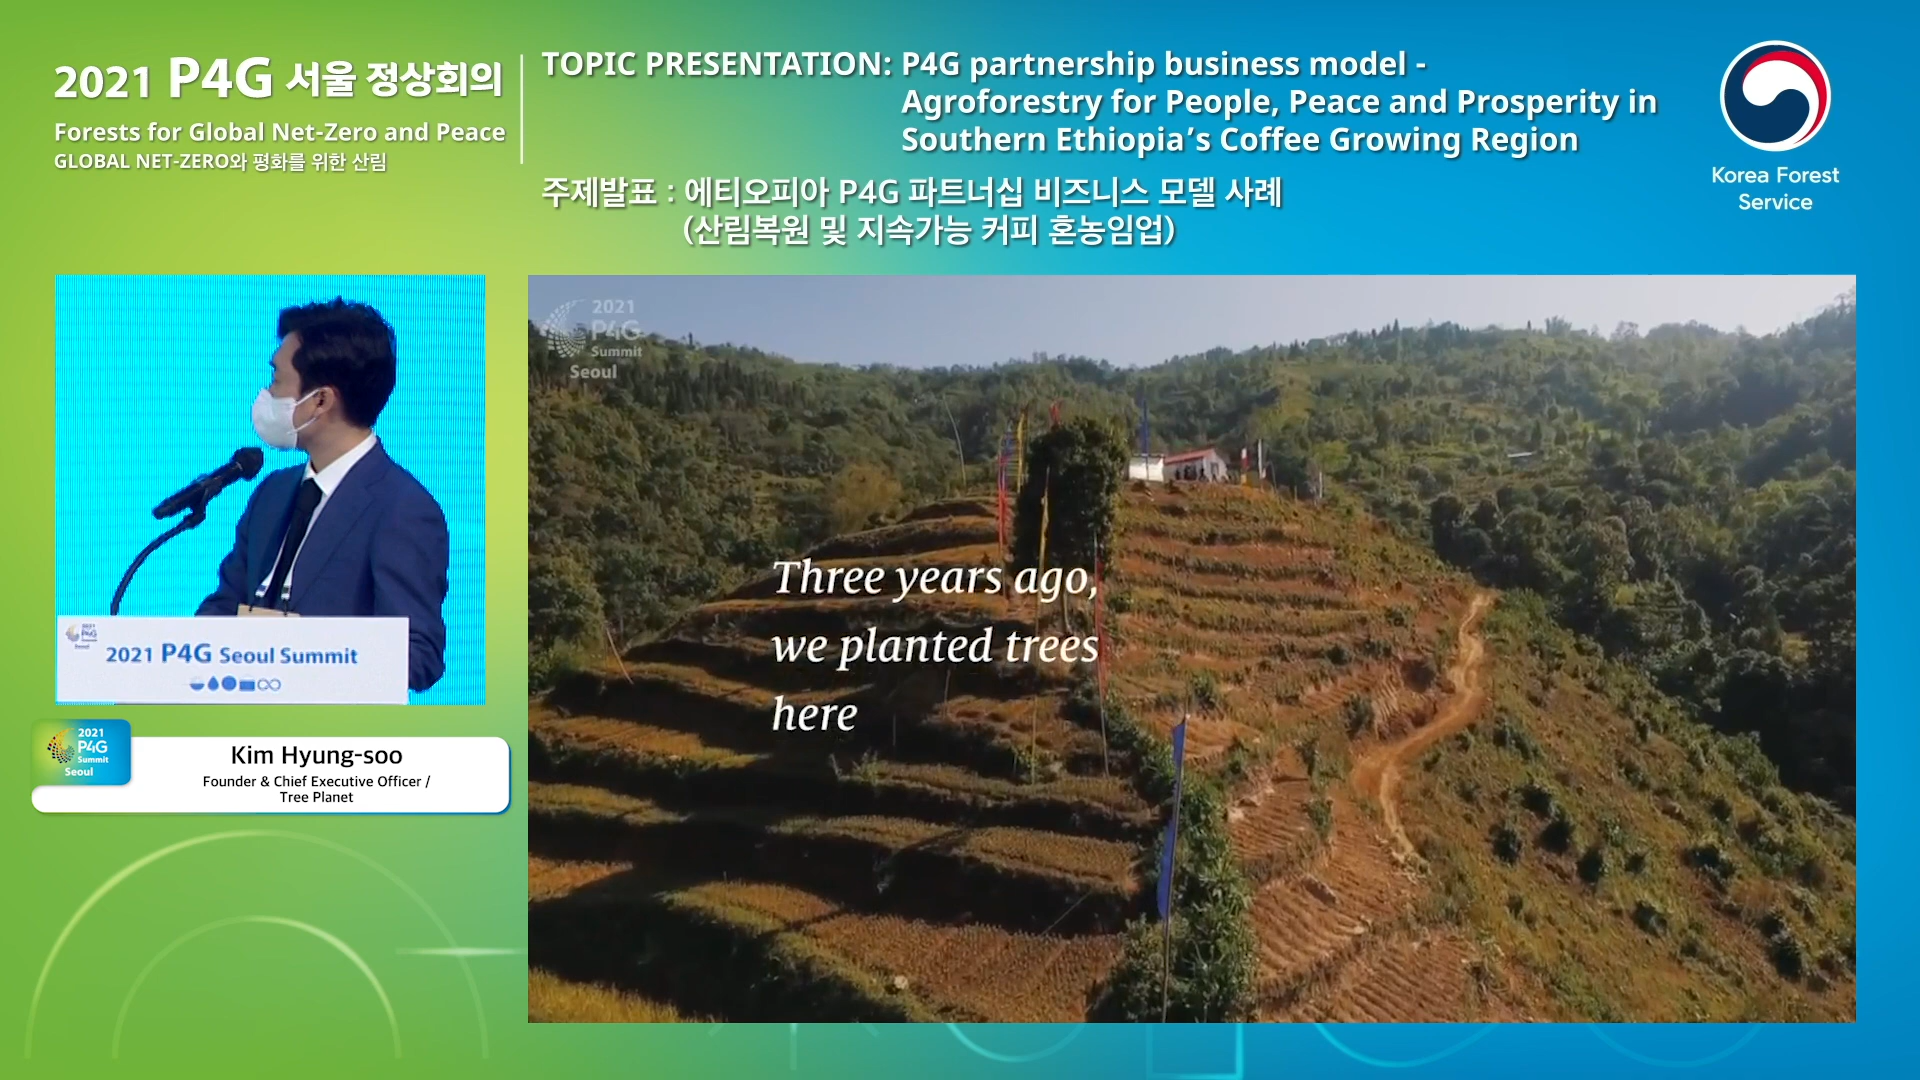 2021 P4G 서울 정상회의
Forests for Global Net-Zero and Peace
GLOBAL NET-ZERO와 평화를 위한 산림
TOPIC PRESENTATION: P4G partnership business model -
Agroforestry for People, Peace and Prosperity in
Southern Ethiopia’s Coffee Growing Region
주제발표 : 에티오피아 P4G 파트너십 비즈니스 모델 사례
(산림복원 및 지속가능 커피 혼농임업)
Korea Forest
Service
2021
P4G
Summit
Seoul
Three years ago,
we planted trees
here
2021 P4G Seoul Summit
2021
P4G
Summit
Seoul
Kim Hyung-soo
Founder & Chief Executive Officer /
Tree Planet